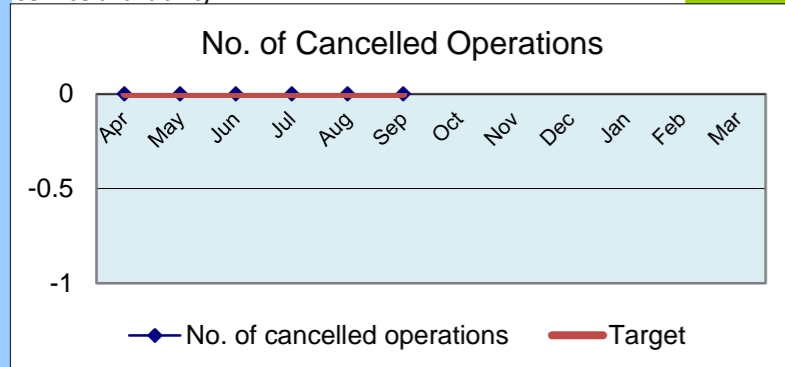 No. of Cancelled Operations
0
Apr May Jun Jul Aug Sep Oct Nov Dec Jan Feb Mar
-0.5
-1
No. of cancelled operations Target